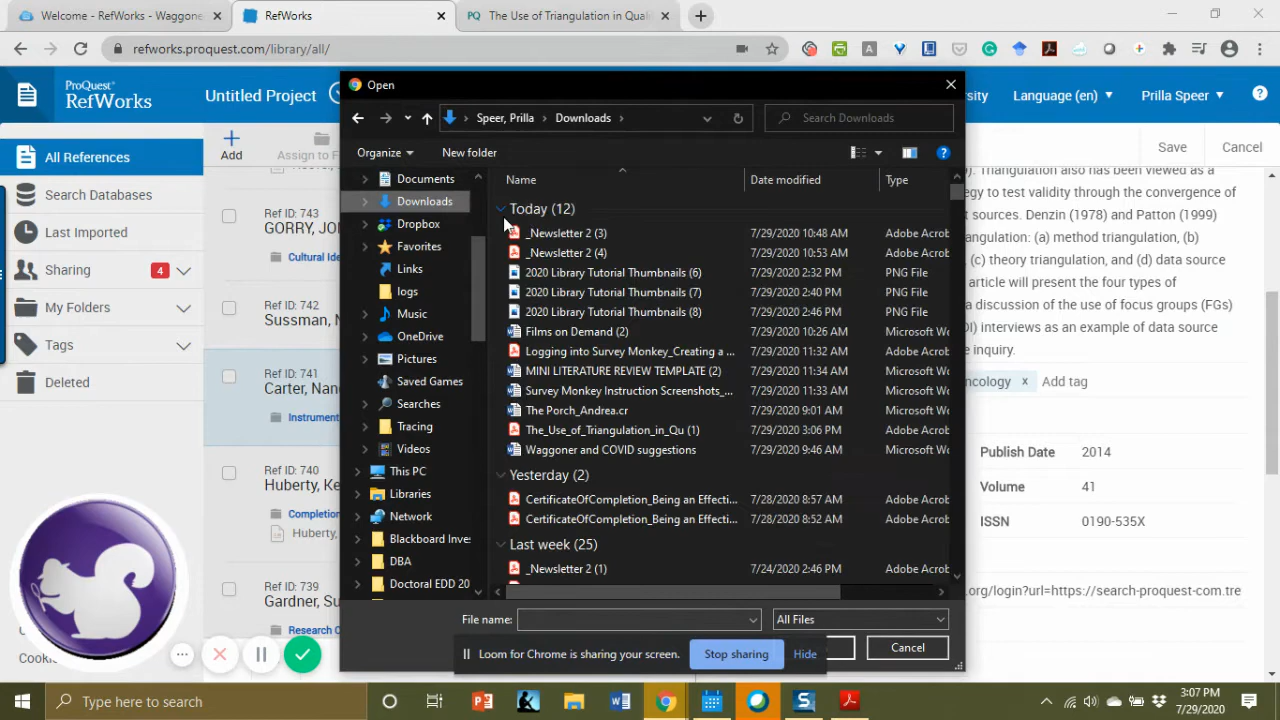 Welcome - RefWorks - Waggone
RefWorks
PQ The Use of Triangulation in Qual
refworks.proquest.com/library/all/
ProQuest®
RefWorks
Untitled Project
Language (en)
Prilla Speer
All References
Search Databases
Last Imported
Sharing 4
My Folders
Tags
Deleted
Add
Assign to F
Ref ID: 743
GORRY, JO
Cultural Ide
Ref ID: 742
Sussman, N
Ref ID: 741
Carter, Nan
Instrument
Ref ID: 740
Huberty, Ke
Completion
Huberty,
Ref ID: 739
Gardner, Su
Research C
Open
Speer, Prilla > Downloads >
Search Downloads
Organize
New folder
Documents
Downloads
Dropbox
Favorites
Links
logs
Music
OneDrive
Pictures
Saved Games
Searches
Tracing
Videos
This PC
Libraries
Network
Blackboard Inves
DBA
Doctoral EDD 20
Name Date modified Type
Today (12)
_Newsletter 2 (3) 7/29/2020 10:48 AM Adobe Acrob
_Newsletter 2 (4) 7/29/2020 10:53 AM Adobe Acrob
2020 Library Tutorial Thumbnails (6) 7/29/2020 2:32 PM PNG File
2020 Library Tutorial Thumbnails (7) 7/29/2020 2:40 PM PNG File
2020 Library Tutorial Thumbnails (8) 7/29/2020 2:46 PM PNG File
Films on Demand (2) 7/29/2020 10:26 AM Microsoft Wo
Logging into Survey Monkey_Creating a ... 7/29/2020 11:32 AM Adobe Acrob
MINI LITERATURE REVIEW TEMPLATE (2) 7/29/2020 11:34 AM Microsoft Wo
Survey Monkey Instruction Screenshots_... 7/29/2020 11:33 AM Microsoft Wo
The Porch_Andrea.cr 7/29/2020 9:01 AM Microsoft Wo
The_Use_of_Triangulation_in_Qu (1) 7/29/2020 3:06 PM Adobe Acrob
Waggoner and COVID suggestions 7/29/2020 9:46 AM Microsoft Wo
Yesterday (2)
CertificateOfCompletion_Being an Effecti... 7/28/2020 8:57 AM Adobe Acrob
CertificateOfCompletion_Being an Effecti... 7/28/2020 8:52 AM Adobe Acrob
Last week (25)
_Newsletter 2 (1) 7/24/2020 2:46 PM Adobe Acrob
File name:
All Files
Cancel
Loom for Chrome is sharing your screen.
Stop sharing
Hide
Save
Cancel
). Triangulation also has been viewed as a
gy to test validity through the convergence of
t sources. Denzin (1978) and Patton (1999)
angulation: (a) method triangulation, (b)
, (c) theory triangulation, and (d) data source
article will present the four types of
a discussion of the use of focus groups (FGs)
DI) interviews as an example of data source
e inquiry.
ncology x Add tag
Publish Date 2014
Volume 41
ISSN 0190-535X
.org/login?url=https://search-proquest-com.tre
Cook
Type here to search
3:07 PM
7/29/2020